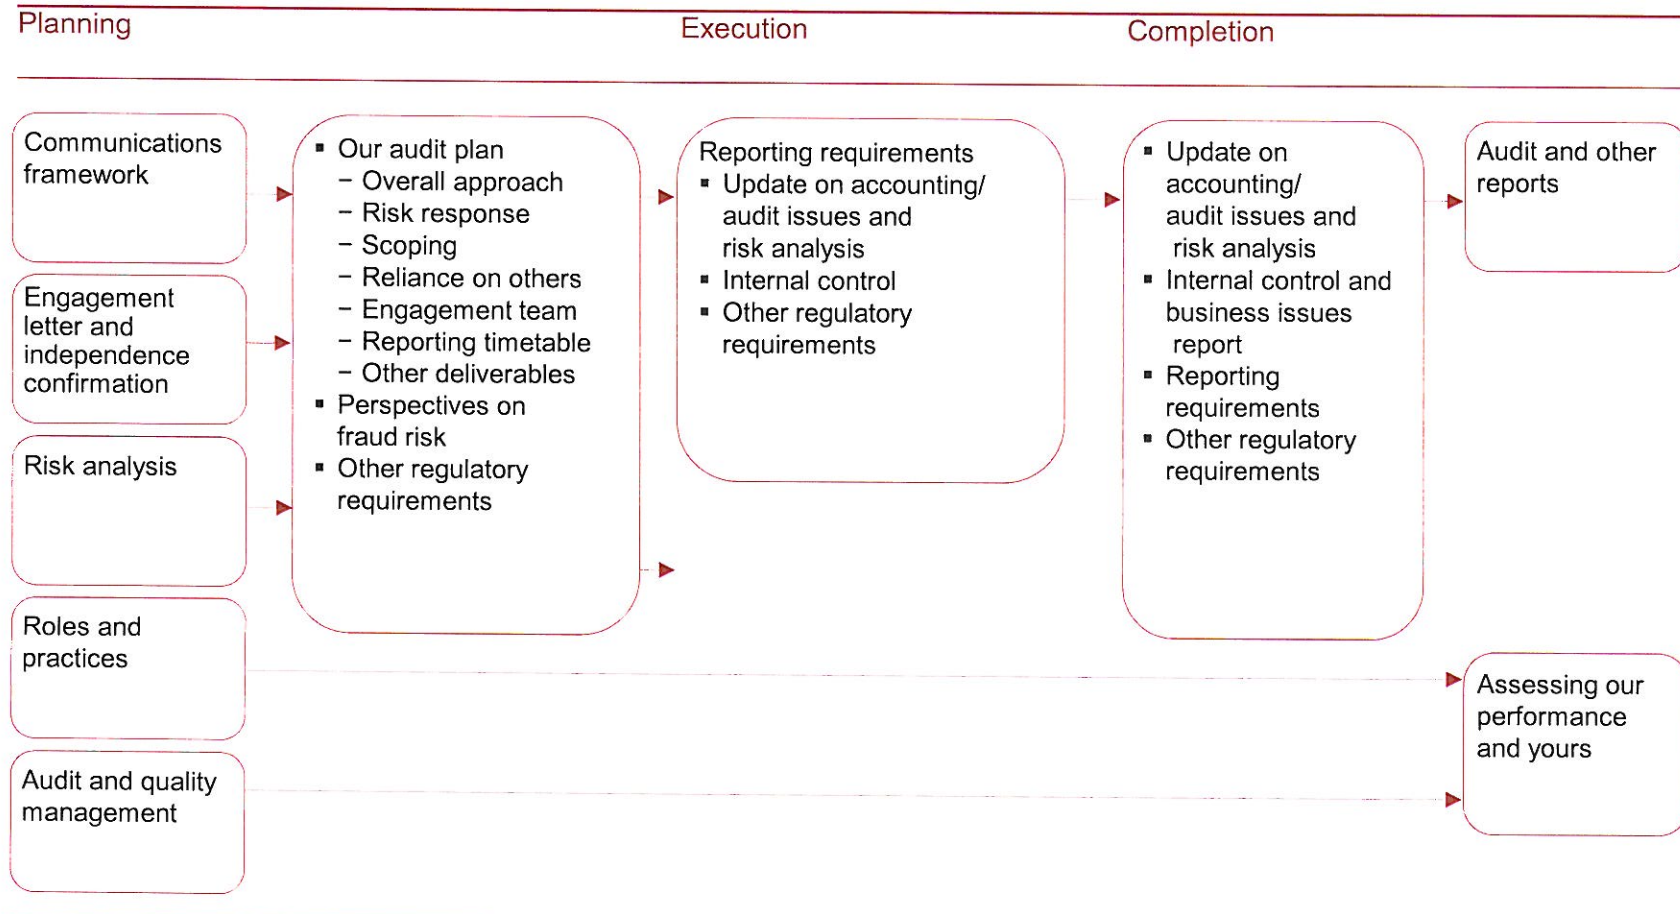 Planning
Execution
Completion
Communications
framework
Engagement
letter and
independence
confirmation
Risk analysis
Roles and
practices
Audit and quality
management
▪ Our audit plan
– Overall approach
– Risk response
– Scoping
– Reliance on others
– Engagement team
– Reporting timetable
– Other deliverables
▪ Perspectives on
fraud risk
▪ Other regulatory
requirements
Reporting requirements
▪ Update on accounting/
audit issues and
risk analysis
▪ Internal control
▪ Other regulatory
requirements
▪ Update on
accounting/
audit issues and
risk analysis
▪ Internal control and
business issues
report
▪ Reporting
requirements
▪ Other regulatory
requirements
Audit and other
reports
Assessing our
performance
and yours